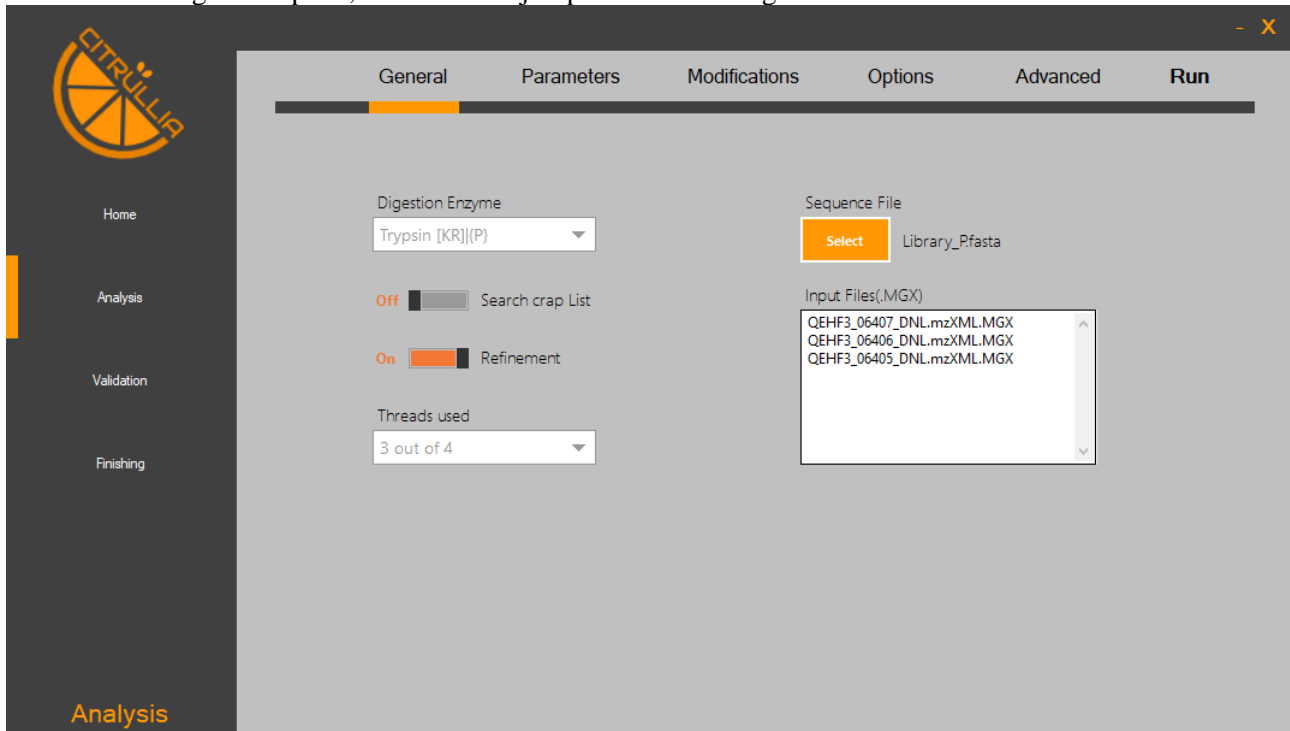 CITRULLIA
- X
General Parameters Modifications Options Advanced Run
Home
Analysis
Validation
Finishing
Analysis
Digestion Enzyme
Trypsin [KR]|{P}
Off Search crap List
On Refinement
Threads used
3 out of 4
Sequence File
Select Library_P.fasta
Input Files(.MGX)
QEHF3_06407_DNL.mzXML.MGX
QEHF3_06406_DNL.mzXML.MGX
QEHF3_06405_DNL.mzXML.MGX